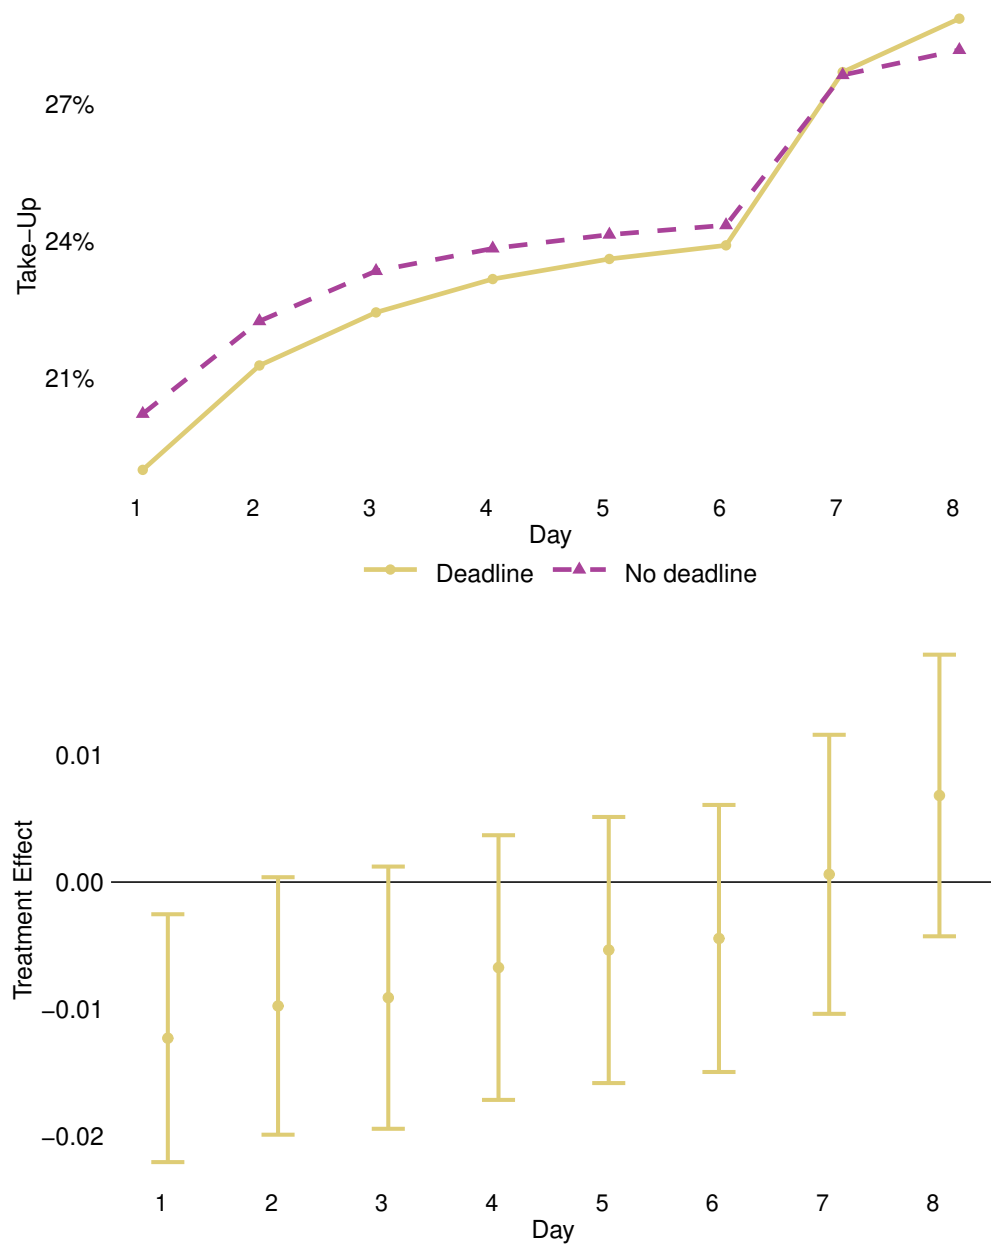 27%
24%
21%
Take−Up
1 2 3 4 5 6 7 8
Day
Deadline No deadline
0.01
0.00
−0.01
−0.02
Treatment Effect
1 2 3 4 5 6 7 8
Day